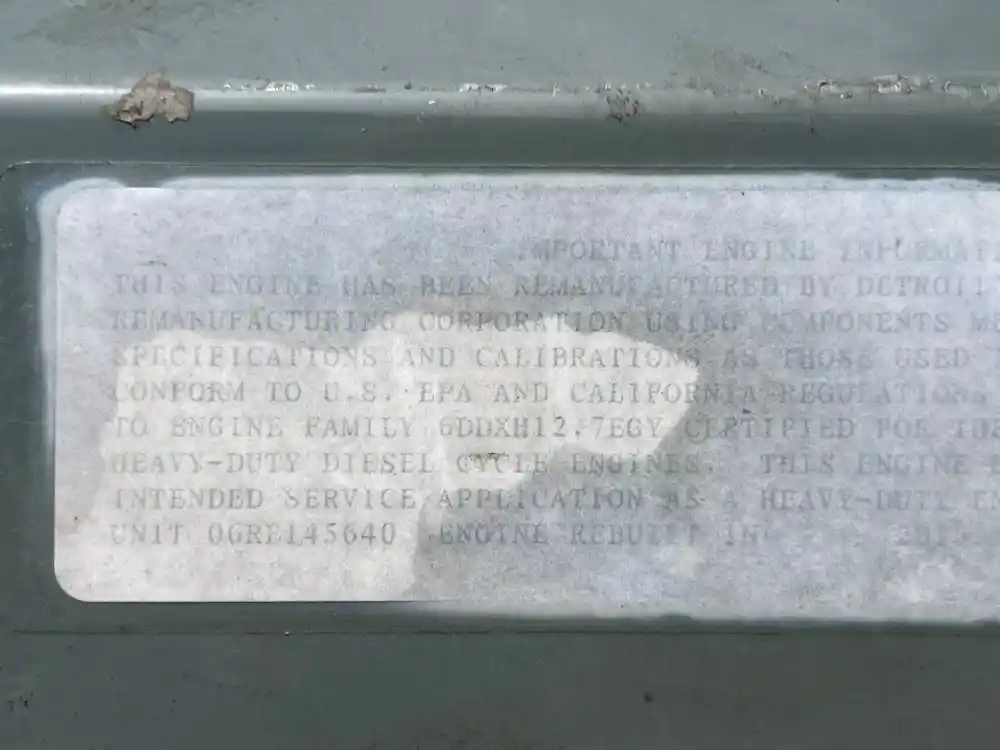 IMPORTANT ENGINE
THIS ENGINE HAS BEEN REMANUFACTURED BY DETROIT
REMANUFACTURING CORPORATION USING COMPONENTS
SPECIFICATIONS AND CALIBRATIONS AS THOSE USED
CONFORM TO U.S. EPA AND CALIFORNIA REGULATIONS
TO ENGINE FAMILY 6DDXH12.7EGY CERTIFIED FOR
HEAVY-DUTY DIESEL CYCLE ENGINES. THIS ENGINE
INTENDED SERVICE APPLICATION AS A HEAVY-DUTY
UNIT 06RE145640 ENGINE REBUILT IN